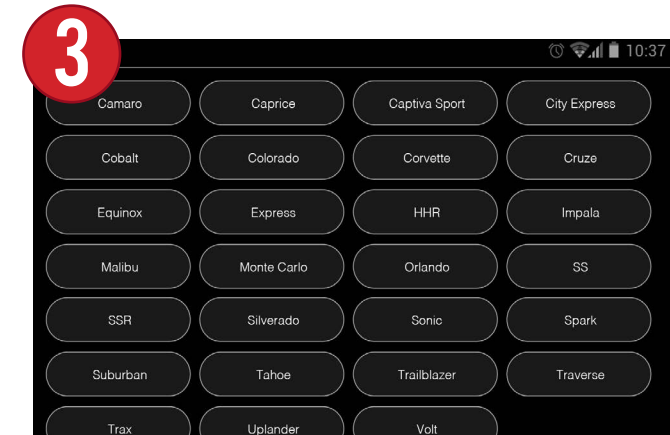 3
10:37
Camaro Caprice Captiva Sport City Express
Cobalt Colorado Corvette Cruze
Equinox Express HHR Impala
Malibu Monte Carlo Orlando SS
SSR Silverado Sonic Spark
Suburban Tahoe Trailblazer Traverse
Trax Uplander Volt